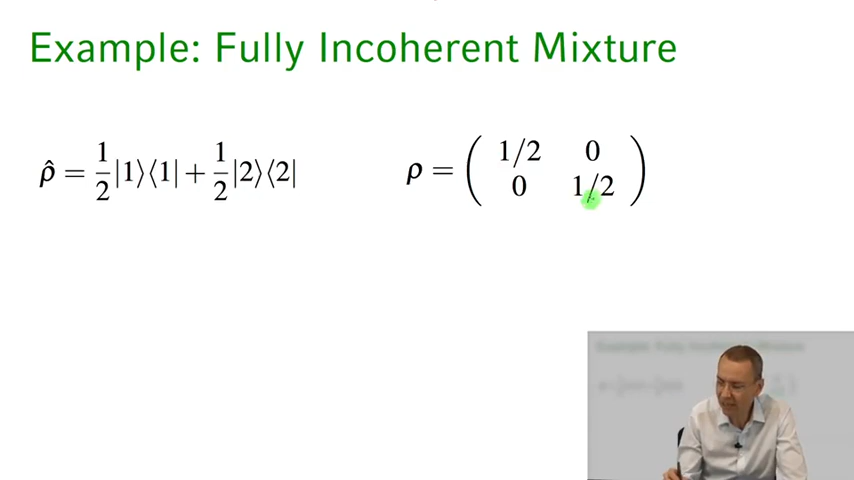 Example: Fully Incoherent Mixture
ρ̂ = 1/2 |1⟩⟨1| + 1/2 |2⟩⟨2|
ρ = ( 1/2 0
0 1/2 )